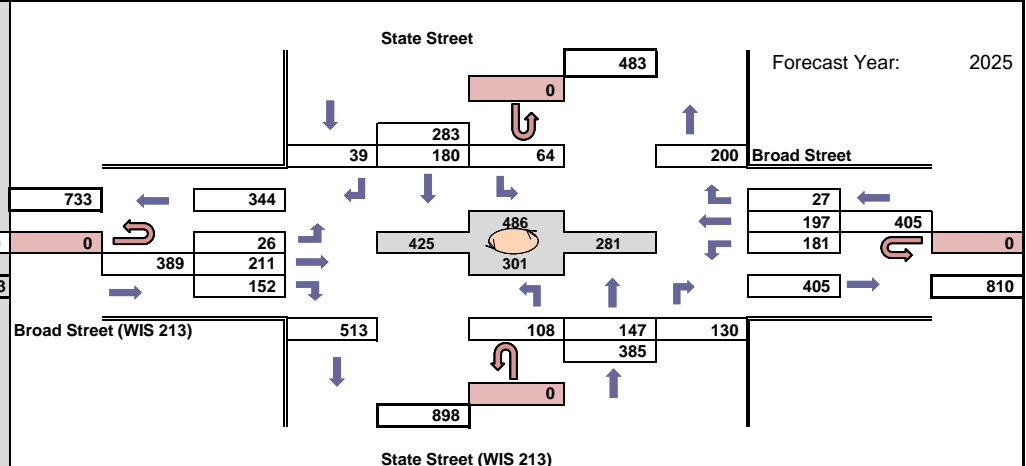 State Street
483
Forecast Year: 2025
0
283
39 180 64 200 Broad Street
733 344 27
486 197 405
0 26 425 281 181 0
389 211 301
3 152 405 810
Broad Street (WIS 213) 513 108 147 130
385
0
898
State Street (WIS 213)